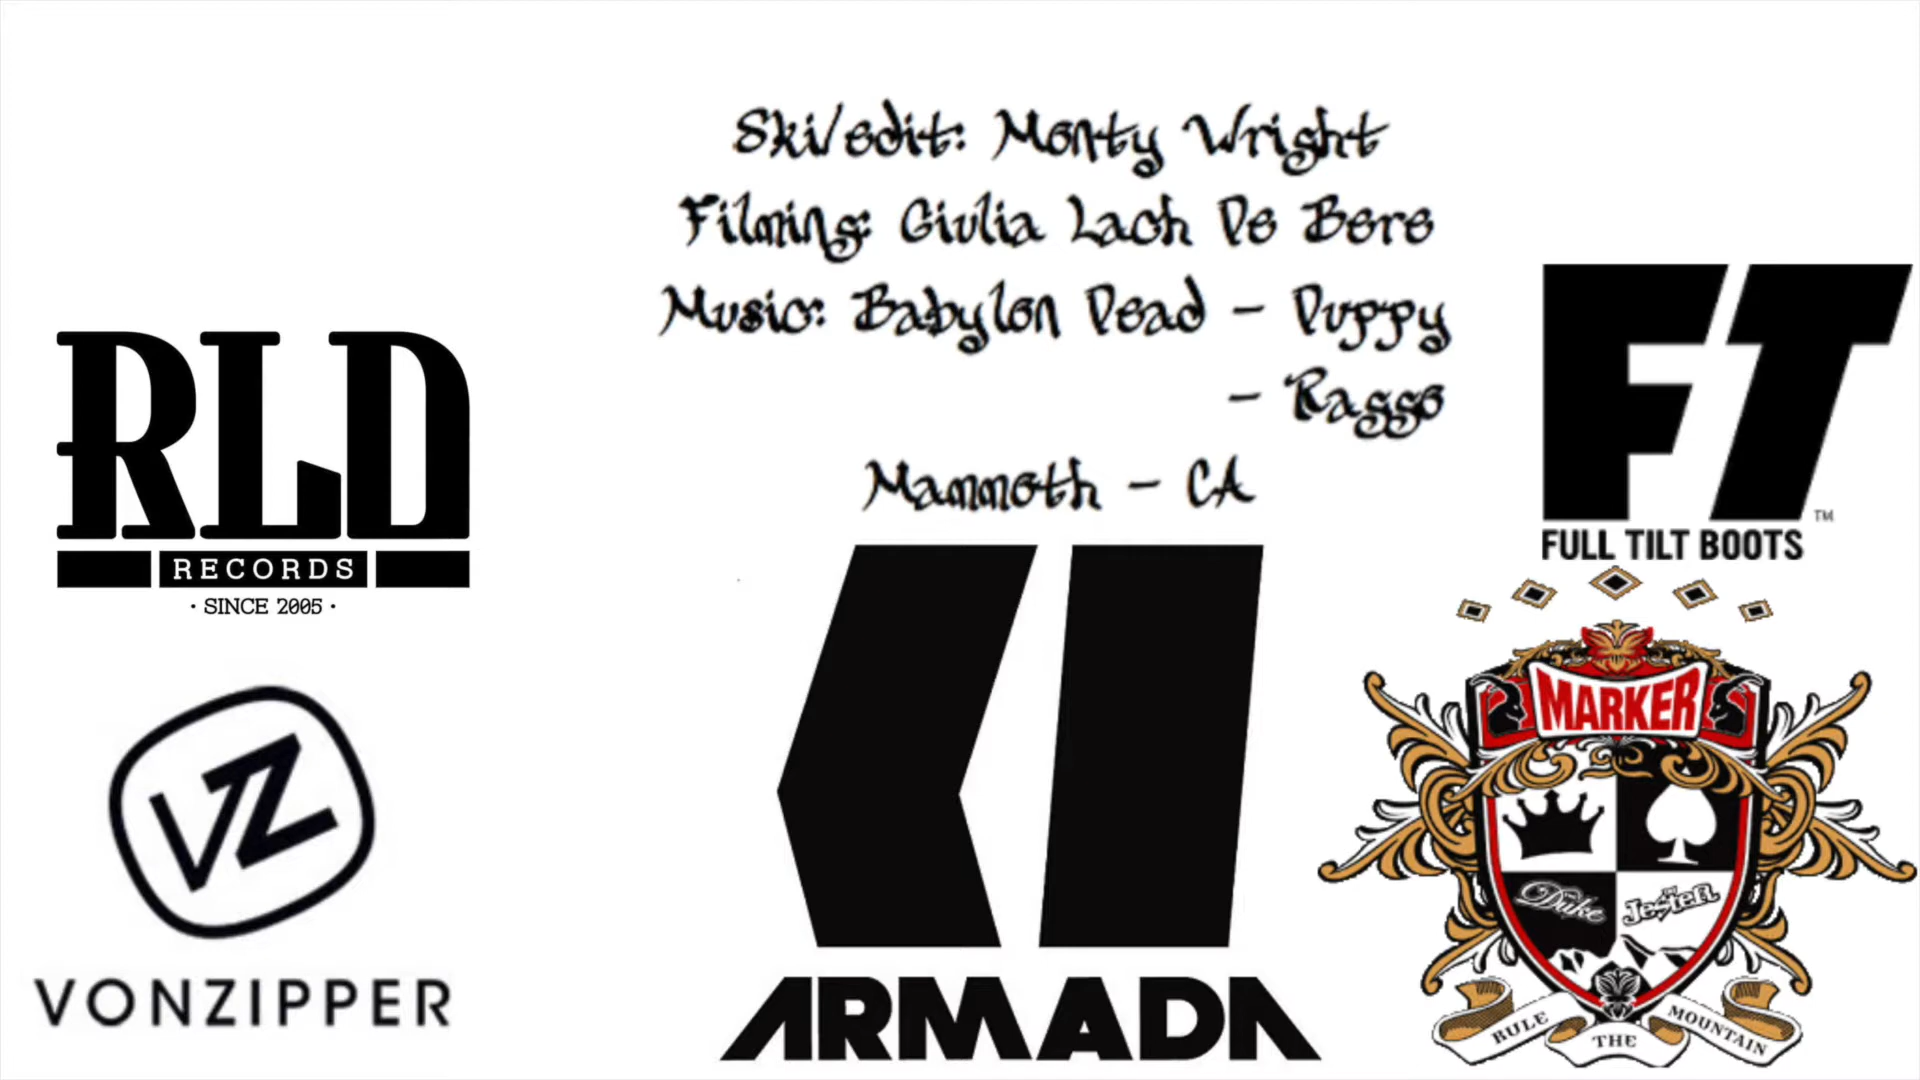 Ski/edit: Monty Wright
Filming: Giulia Lach De Bere
Music: Babylon Dead - Puppy
- Raggo
Mammoth - CA
RLD
RECORDS
· SINCE 2005 ·
VZ
VONZIPPER
ARMADA
FT
TM
FULL TILT BOOTS
MARKER
Duke
Jester
RULE THE MOUNTAIN